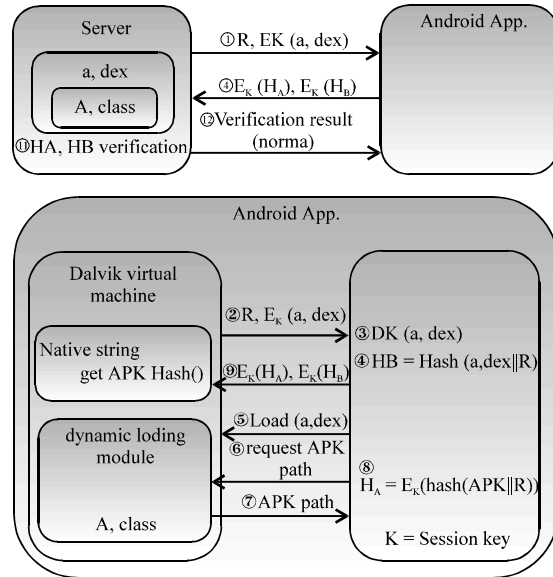 Server
Android App.
①R, EK (a, dex)
a, dex
④E_K (H_A), E_K (H_B)
A, class
⑫Verification result
(norma)
⑪HA, HB verification
Android App.
Dalvik virtual
machine
②R, E_K (a, dex)
③DK (a, dex)
Native string
get APK Hash()
④ HB = Hash (a,dex||R)
⑨E_K(H_A), E_K(H_B)
⑤Load (a,dex)
dynamic loding
module
⑥request APK
path
⑧
H_A = E_K(hash(APK||R))
⑦APK path
A, class
K = Session key